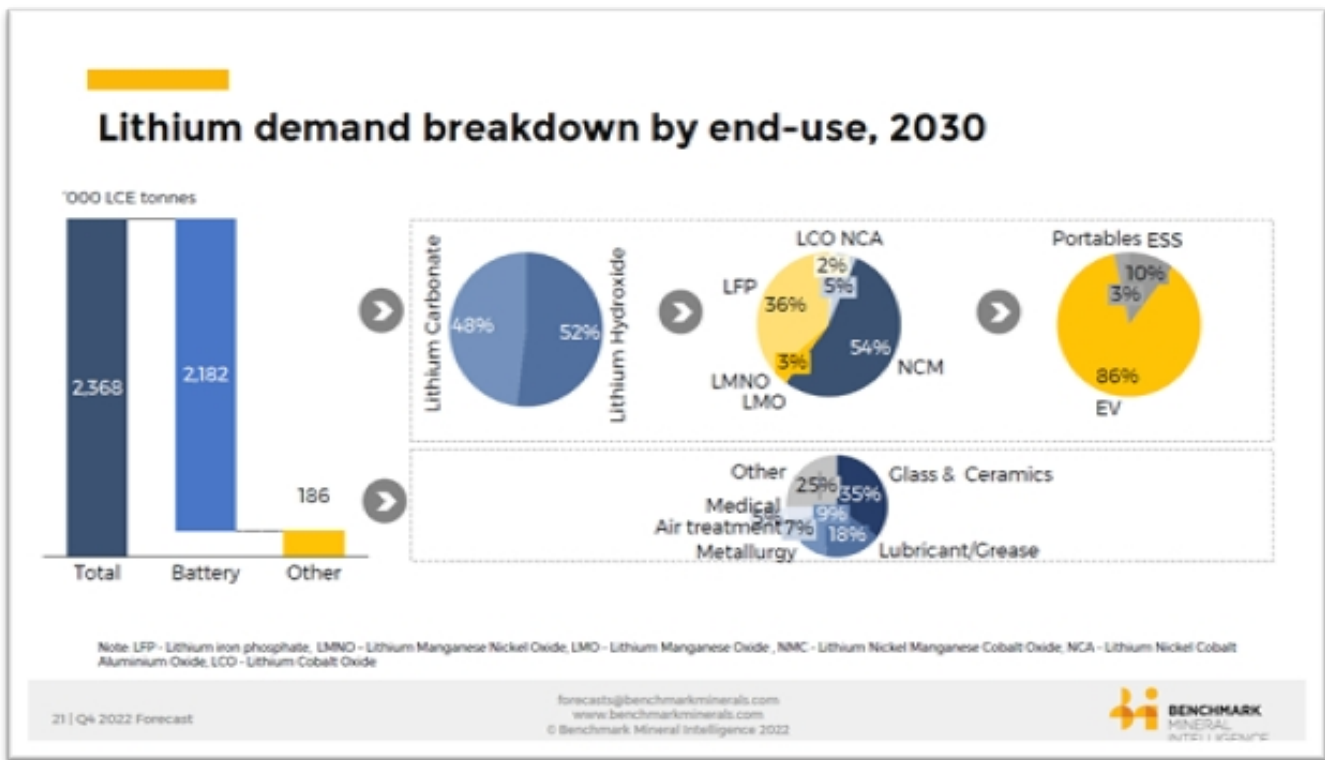 Lithium demand breakdown by end-use, 2030
'000 LCE tonnes
2,368
2,182
186
Total
Battery
Other
Lithium Carbonate
48%
52%
Lithium Hydroxide
LCO NCA
2%
5%
LFP
36%
54%
NCM
3%
LMNO
LMO
Portables ESS
10%
3%
86%
EV
Other
25%
35%
Glass & Ceramics
Medical
5%
9%
Air treatment
7%
18%
Metallurgy
Lubricant/Grease
Note: LFP - Lithium iron phosphate, LMNO - Lithium Manganese Nickel Oxide, LMO - Lithium Manganese Oxide , NMC - Lithium Nickel Manganese Cobalt Oxide, NCA - Lithium Nickel Cobalt
Aluminium Oxide, LCO - Lithium Cobalt Oxide
21 | Q4 2022 Forecast
forecasts@benchmarkminerals.com
www.benchmarkminerals.com
© Benchmark Mineral Intelligence 2022
BENCHMARK
MINERAL
INTELLIGENCE